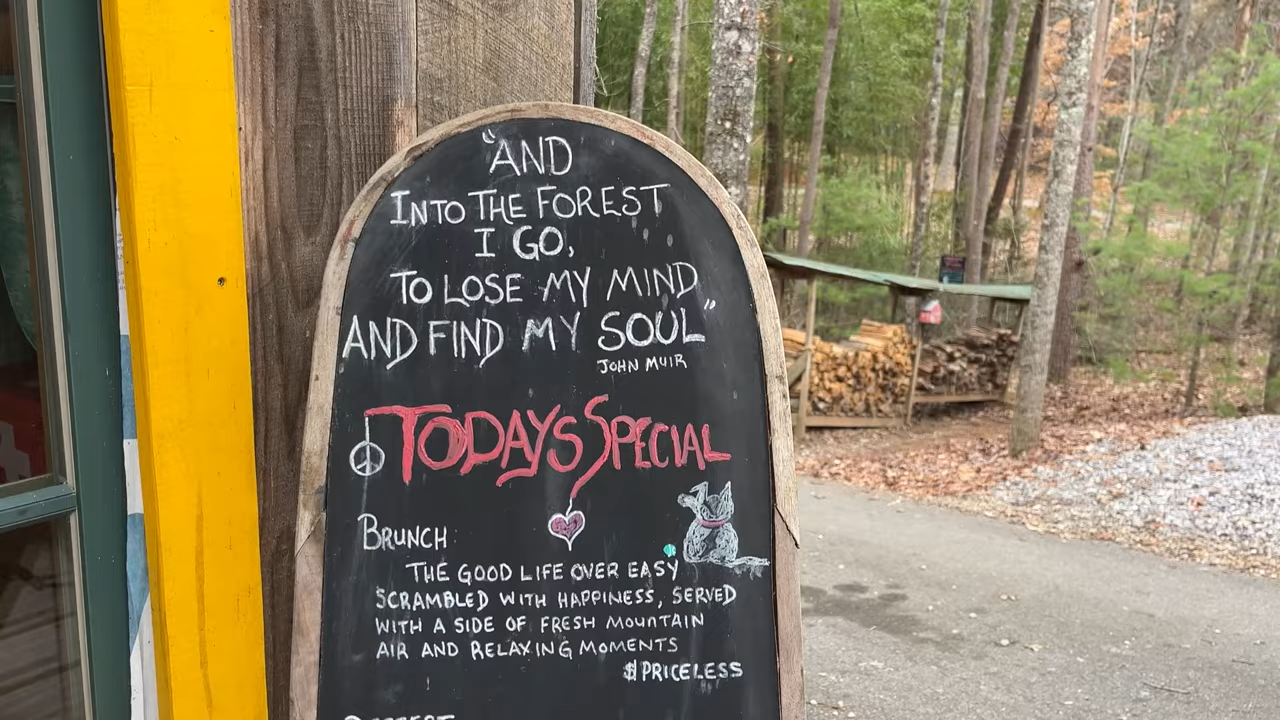 "AND
INTO THE FOREST
I GO,
TO LOSE MY MIND
AND FIND MY SOUL"
JOHN MUIR
TODAYS SPECIAL
BRUNCH:
THE GOOD LIFE OVER EASY
SCRAMBLED WITH HAPPINESS, SERVED
WITH A SIDE OF FRESH MOUNTAIN
AIR AND RELAXING MOMENTS
$PRICELESS